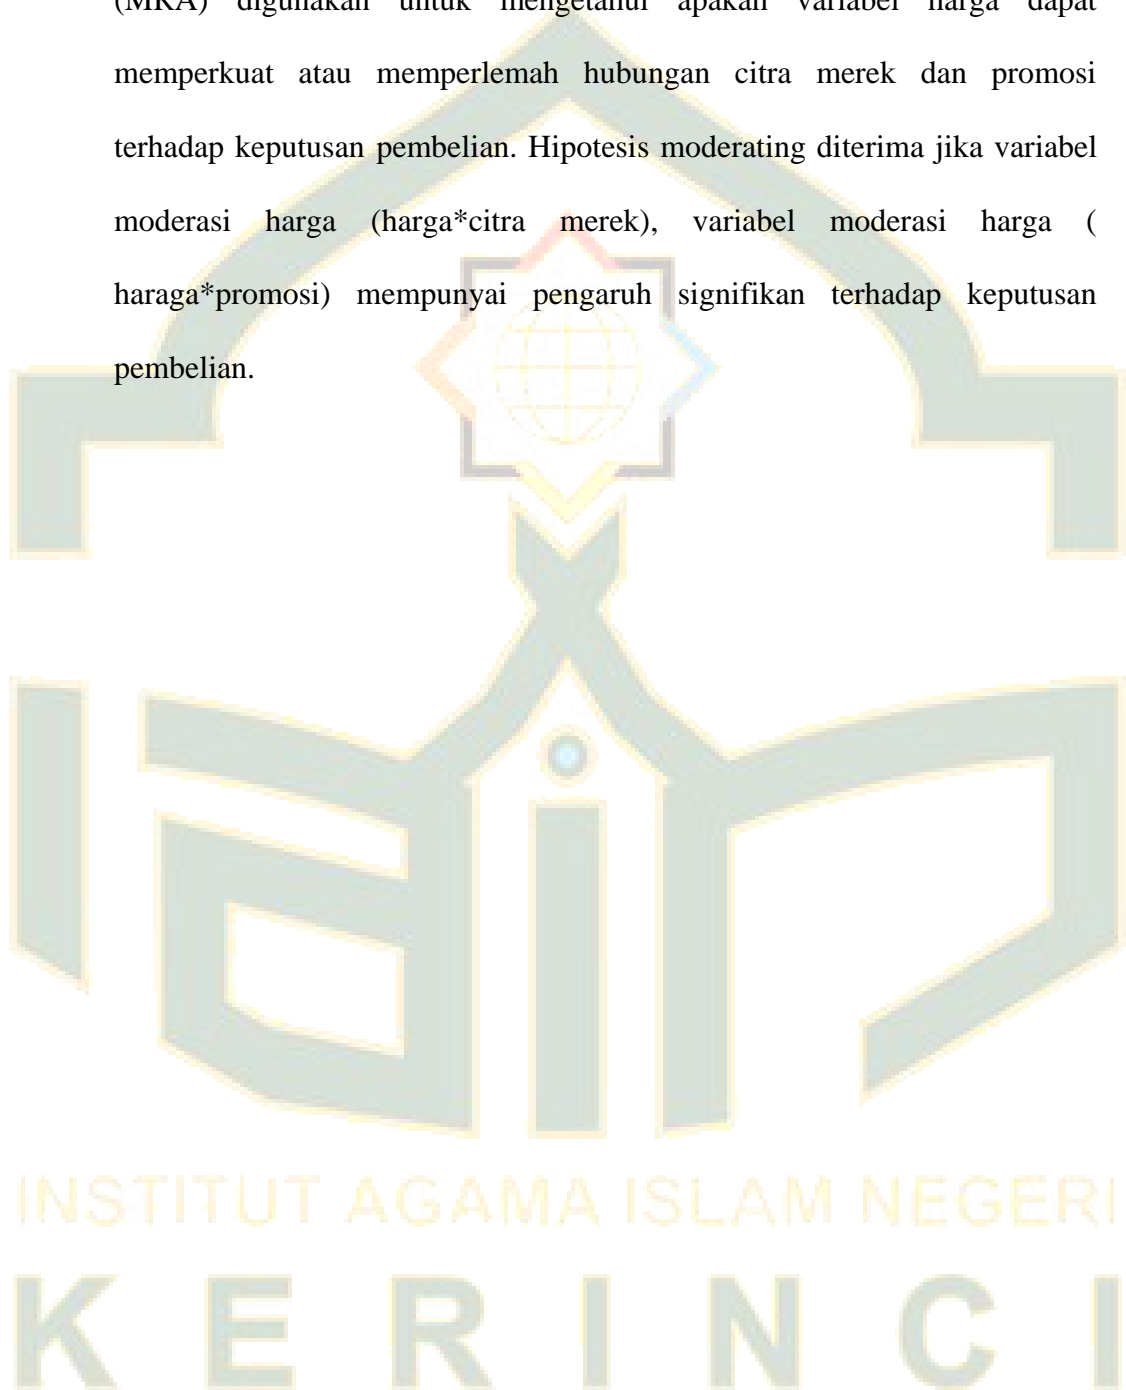 (MRA) digunakan untuk mengetahui apakah variabel harga dapat
memperkuat atau memperlemah hubungan citra merek dan promosi
terhadap keputusan pembelian. Hipotesis moderating diterima jika variabel
moderasi harga (harga*citra merek), variabel moderasi harga (
haraga*promosi) mempunyai pengaruh signifikan terhadap keputusan
pembelian.
iain
INSTITUT AGAMA ISLAM NEGERI
KERINCI